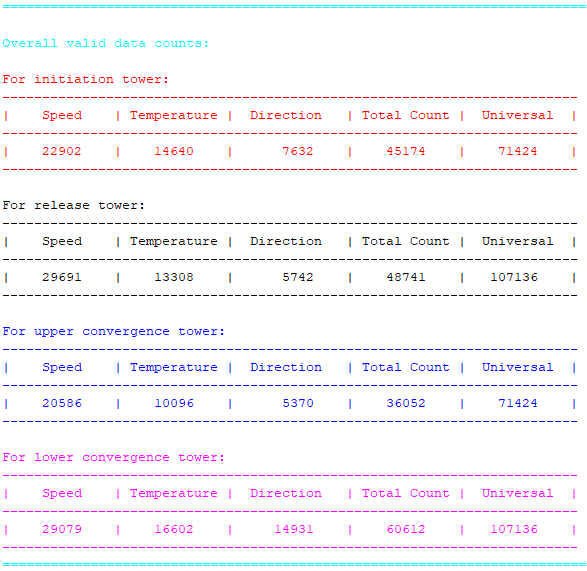 ==========================================================================
Overall valid data counts:
For initiation tower:
------------------------------------------------------------------------
|    Speed    | Temperature |  Direction   | Total Count |  Universal  |
------------------------------------------------------------------------
|    22902    |    14640    |      7632    |    45174    |    71424    |
------------------------------------------------------------------------
For release tower:
------------------------------------------------------------------------
|    Speed    | Temperature |  Direction   | Total Count |  Universal  |
------------------------------------------------------------------------
|    29691    |    13308    |      5742    |    48741    |   107136    |
------------------------------------------------------------------------
For upper convergence tower:
------------------------------------------------------------------------
|    Speed    | Temperature |  Direction   | Total Count |  Universal  |
------------------------------------------------------------------------
|    20586    |    10096    |      5370    |    36052    |    71424    |
------------------------------------------------------------------------
For lower convergence tower:
------------------------------------------------------------------------
|    Speed    | Temperature |  Direction   | Total Count |  Universal  |
------------------------------------------------------------------------
|    29079    |    16602    |     14931    |    60612    |   107136    |
------------------------------------------------------------------------
==========================================================================